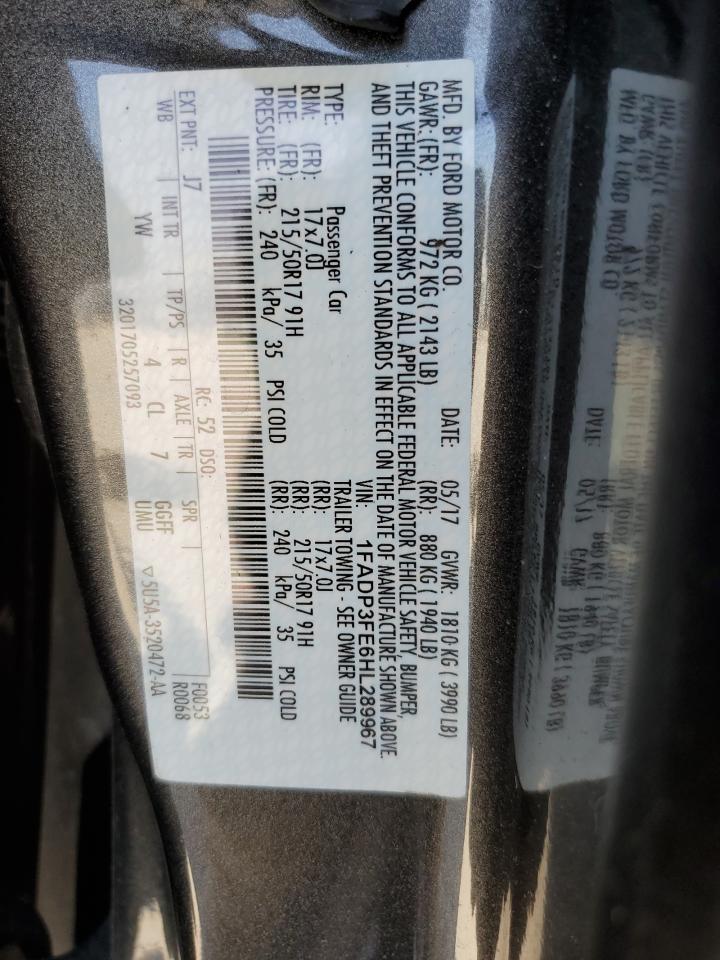 MFD. BY FORD MOTOR CO. DATE: 05/17 GVWR: 1810 KG ( 3990 LB)
GAWR: (FR): 972 KG ( 2143 LB) (RR): 880 KG ( 1940 LB)
THIS VEHICLE CONFORMS TO ALL APPLICABLE FEDERAL MOTOR VEHICLE SAFETY, BUMPER,
AND THEFT PREVENTION STANDARDS IN EFFECT ON THE DATE OF MANUFACTURE SHOWN ABOVE.
VIN: 1FADP3FE6HL289967
TYPE: Passenger Car TRAILER TOWING - SEE OWNER GUIDE
RIM: (FR): 17x7.0J (RR): 17x7.0J
TIRE: (FR): 215/50R17 91H (RR): 215/50R17 91H
PRESSURE: (FR): 240 kPa/ 35 PSI COLD (RR): 240 kPa/ 35 PSI COLD
RC: 52 DSO: F0053
EXT PNT: J7 R0068
WB | INT TR | TP/PS | R | AXLE | TR | SPR
YW 4 CL 7 GGFF
UMU
3201705257093 ▽ 5U5A-3520472-AA